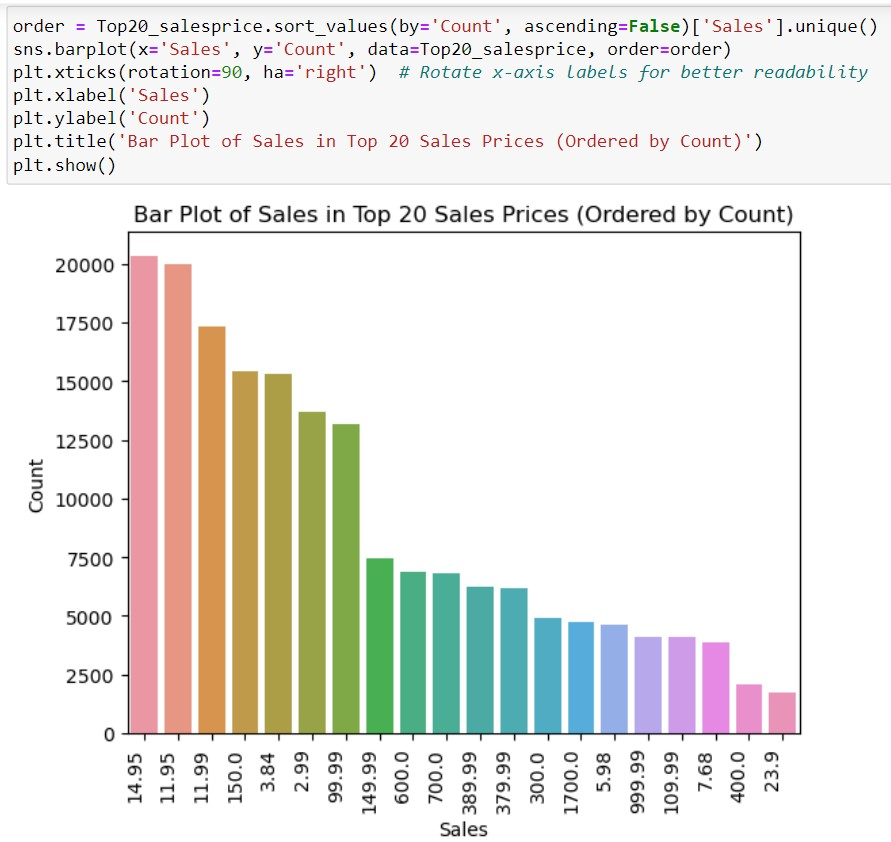 order = Top20_salesprice.sort_values(by='Count', ascending=False)['Sales'].unique()
sns.barplot(x='Sales', y='Count', data=Top20_salesprice, order=order)
plt.xticks(rotation=90, ha='right')  # Rotate x-axis labels for better readability
plt.xlabel('Sales')
plt.ylabel('Count')
plt.title('Bar Plot of Sales in Top 20 Sales Prices (Ordered by Count)')
plt.show()
Bar Plot of Sales in Top 20 Sales Prices (Ordered by Count)
20000
17500
15000
12500
10000
7500
5000
2500
0
Count
14.95
11.95
11.99
150.0
3.84
2.99
99.99
149.99
600.0
700.0
389.99
379.99
300.0
1700.0
5.98
999.99
109.99
7.68
400.0
23.9
Sales